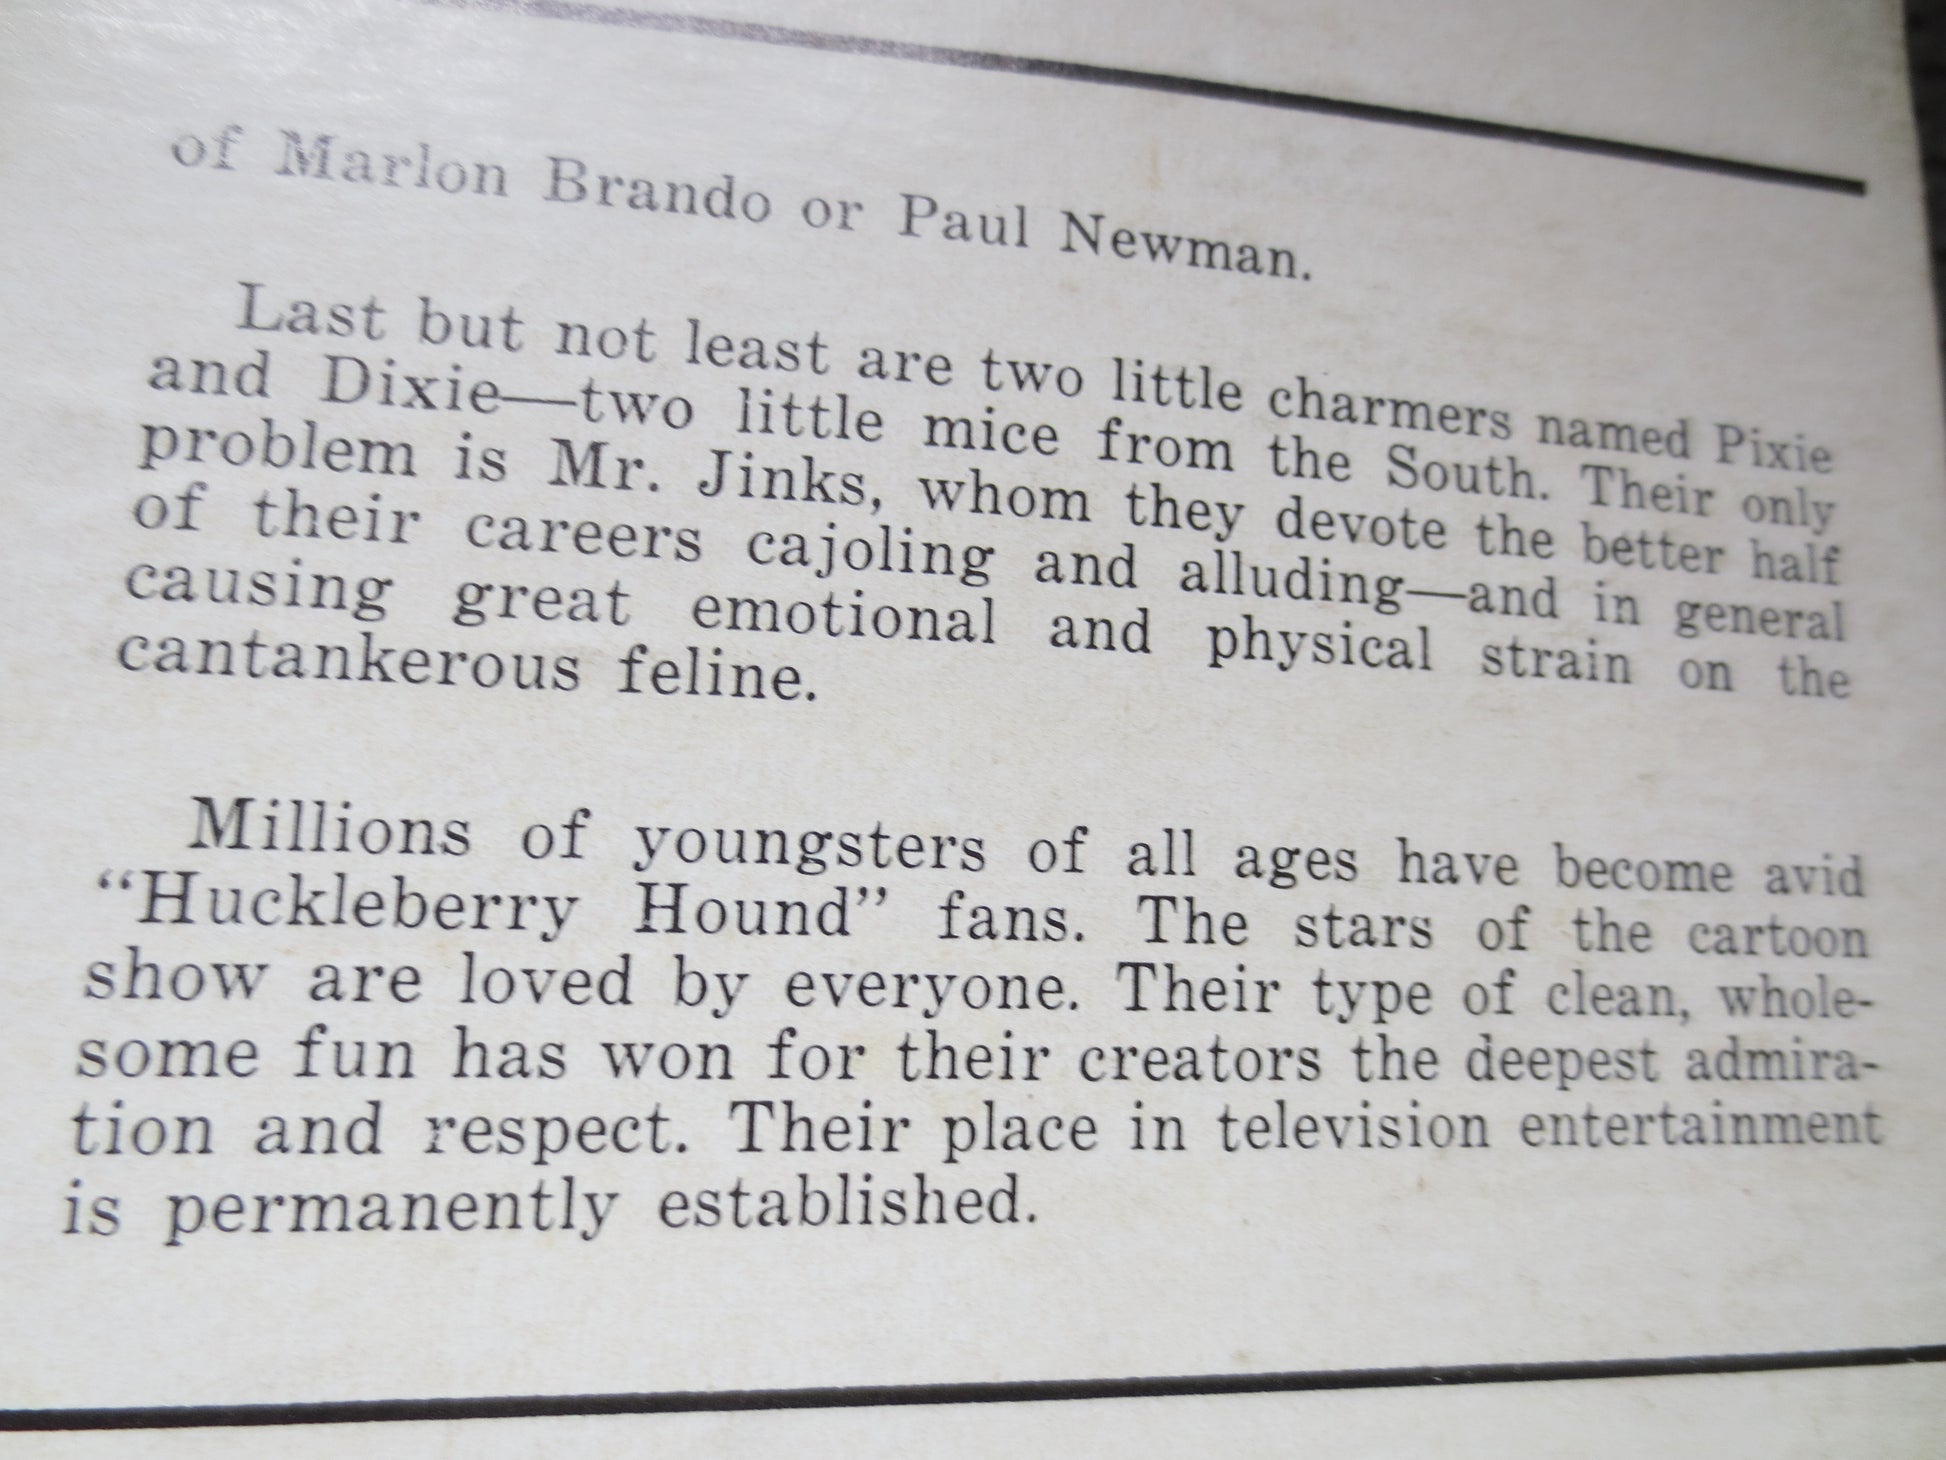 of Marlon Brando or Paul Newman.
Last but not least are two little charmers named Pixie
and Dixie—two little mice from the South. Their only
problem is Mr. Jinks, whom they devote the better half
of their careers cajoling and alluding—and in general
causing great emotional and physical strain on the
cantankerous feline.
Millions of youngsters of all ages have become avid
“Huckleberry Hound” fans. The stars of the cartoon
show are loved by everyone. Their type of clean, whole-
some fun has won for their creators the deepest admira-
tion and respect. Their place in television entertainment
is permanently established.